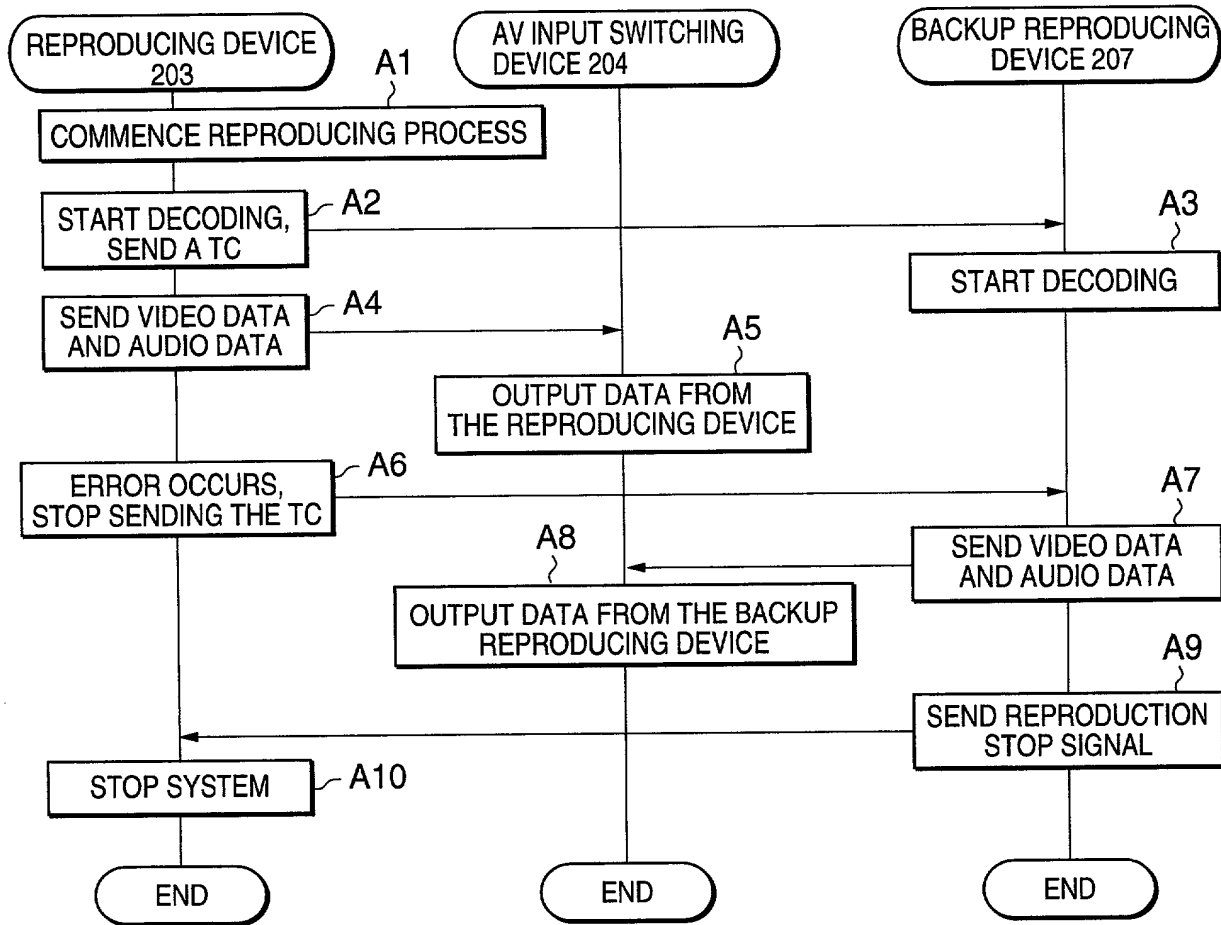 REPRODUCING DEVICE
203
AV INPUT SWITCHING
DEVICE 204
BACKUP REPRODUCING
DEVICE 207
A1
COMMENCE REPRODUCING PROCESS
A2
START DECODING,
SEND A TC
A3
START DECODING
A4
SEND VIDEO DATA
AND AUDIO DATA
A5
OUTPUT DATA FROM
THE REPRODUCING DEVICE
A6
ERROR OCCURS,
STOP SENDING THE TC
A7
SEND VIDEO DATA
AND AUDIO DATA
A8
OUTPUT DATA FROM THE BACKUP
REPRODUCING DEVICE
A9
SEND REPRODUCTION
STOP SIGNAL
STOP SYSTEM
A10
END
END
END